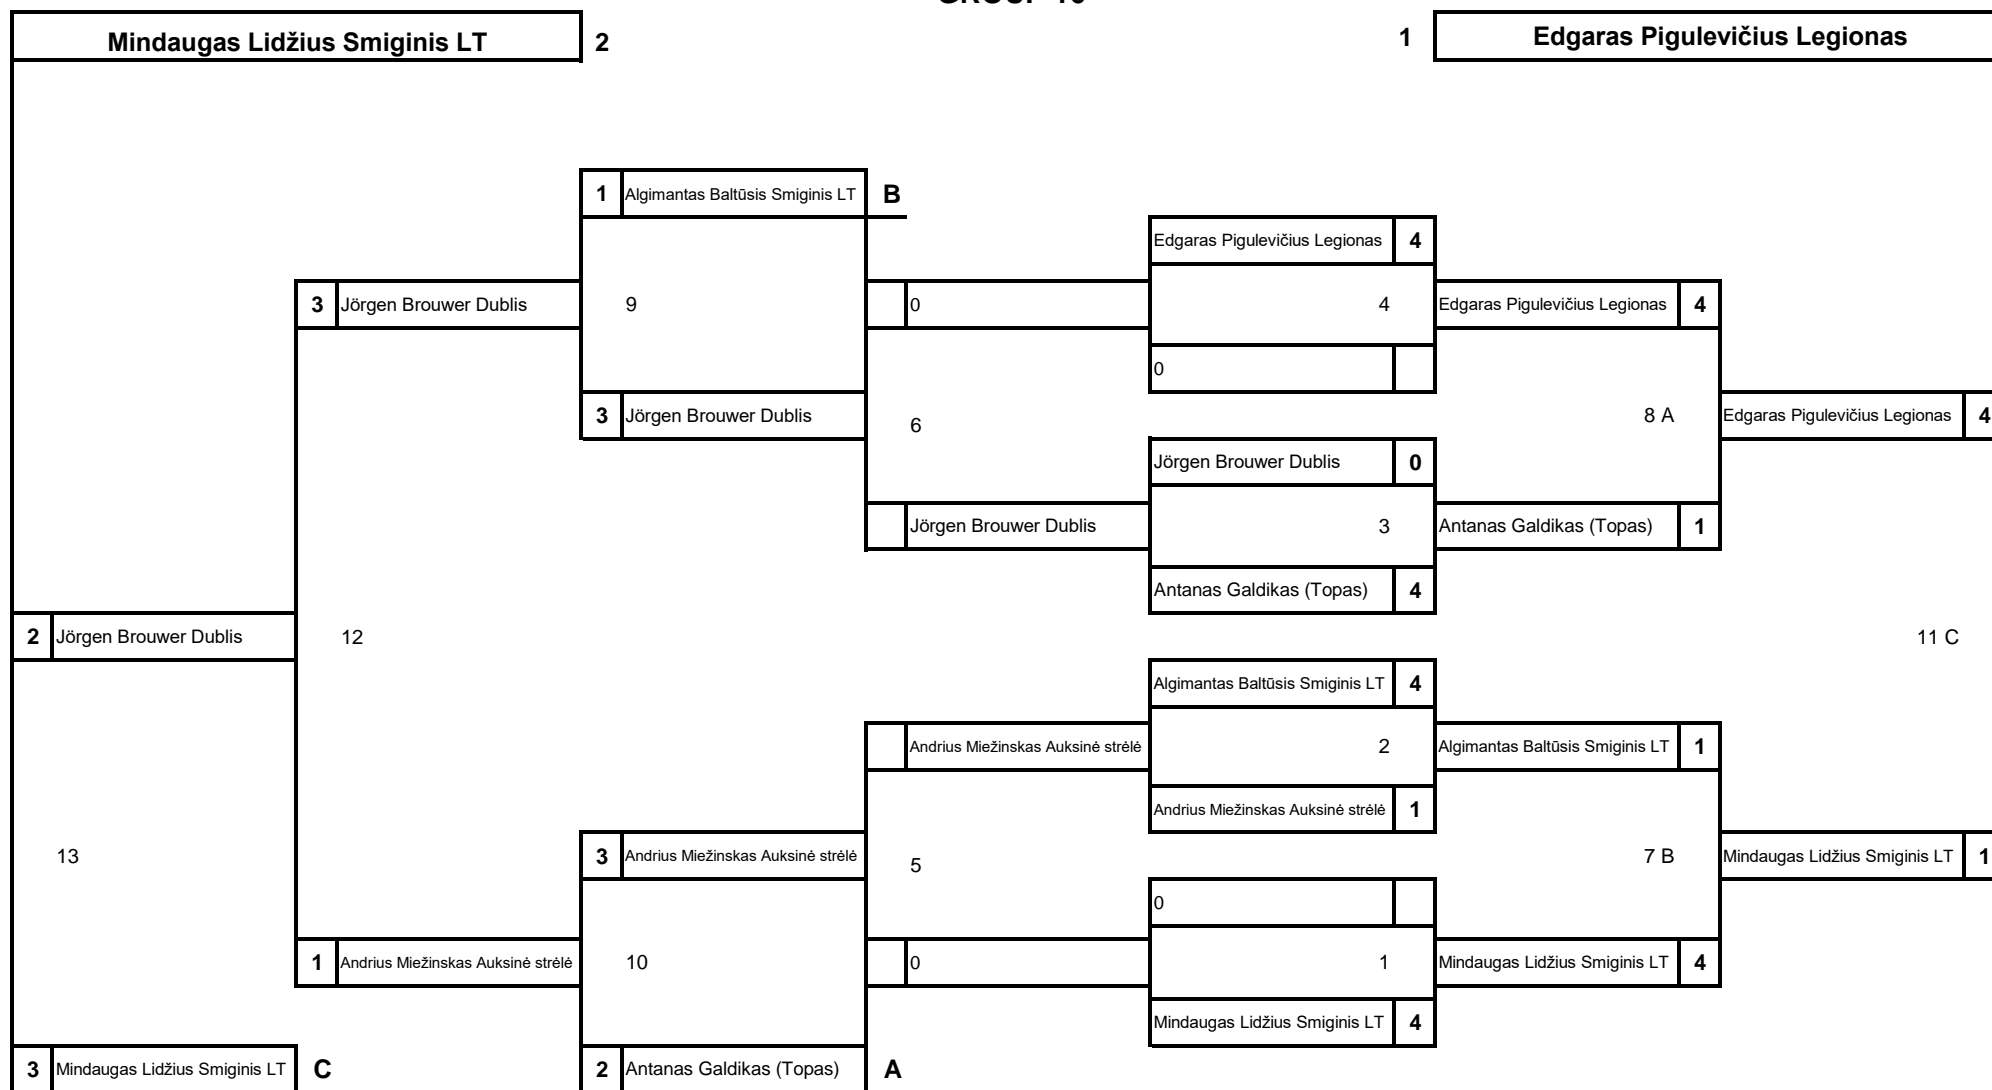 Mindaugas Lidžius Smiginis LT 2 1 Edgaras Pigulevičius Legionas
1 Algimantas Baltūsis Smiginis LT B
Edgaras Pigulevičius Legionas 4
3 Jörgen Brouwer Dublis 9 0 4 Edgaras Pigulevičius Legionas 4
0
3 Jörgen Brouwer Dublis 6 8 A Edgaras Pigulevičius Legionas 4
Jörgen Brouwer Dublis 0
Jörgen Brouwer Dublis 3 Antanas Galdikas (Topas) 1
Antanas Galdikas (Topas) 4
2 Jörgen Brouwer Dublis 12 11 C
Algimantas Baltūsis Smiginis LT 4
Andrius Miežinskas Auksinė strėlė 2 Algimantas Baltūsis Smiginis LT 1
Andrius Miežinskas Auksinė strėlė 1
13 3 Andrius Miežinskas Auksinė strėlė 5 7 B Mindaugas Lidžius Smiginis LT 1
0
1 Andrius Miežinskas Auksinė strėlė 10 0 1 Mindaugas Lidžius Smiginis LT 4
Mindaugas Lidžius Smiginis LT 4
3 Mindaugas Lidžius Smiginis LT C 2 Antanas Galdikas (Topas) A